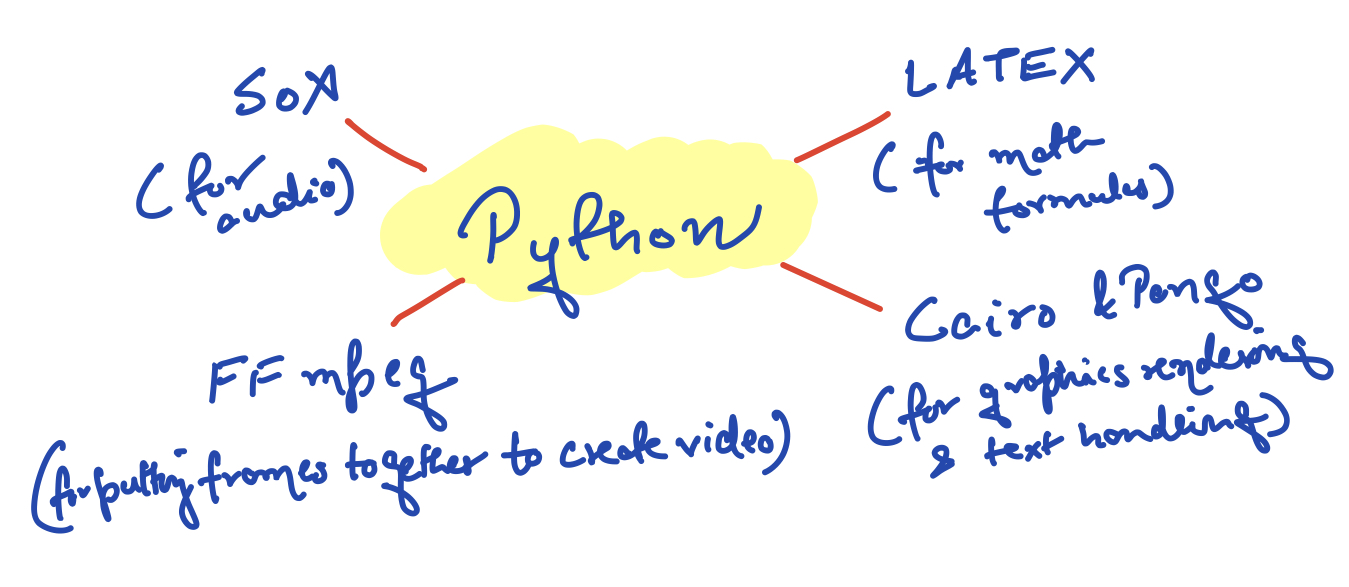 SoX
(for
audio)
LATEX
(for math
formulas)
Python
FFmpeg
(for putting frames together to create video)
Cairo & Pango
(for graphics rendering
& text handling)